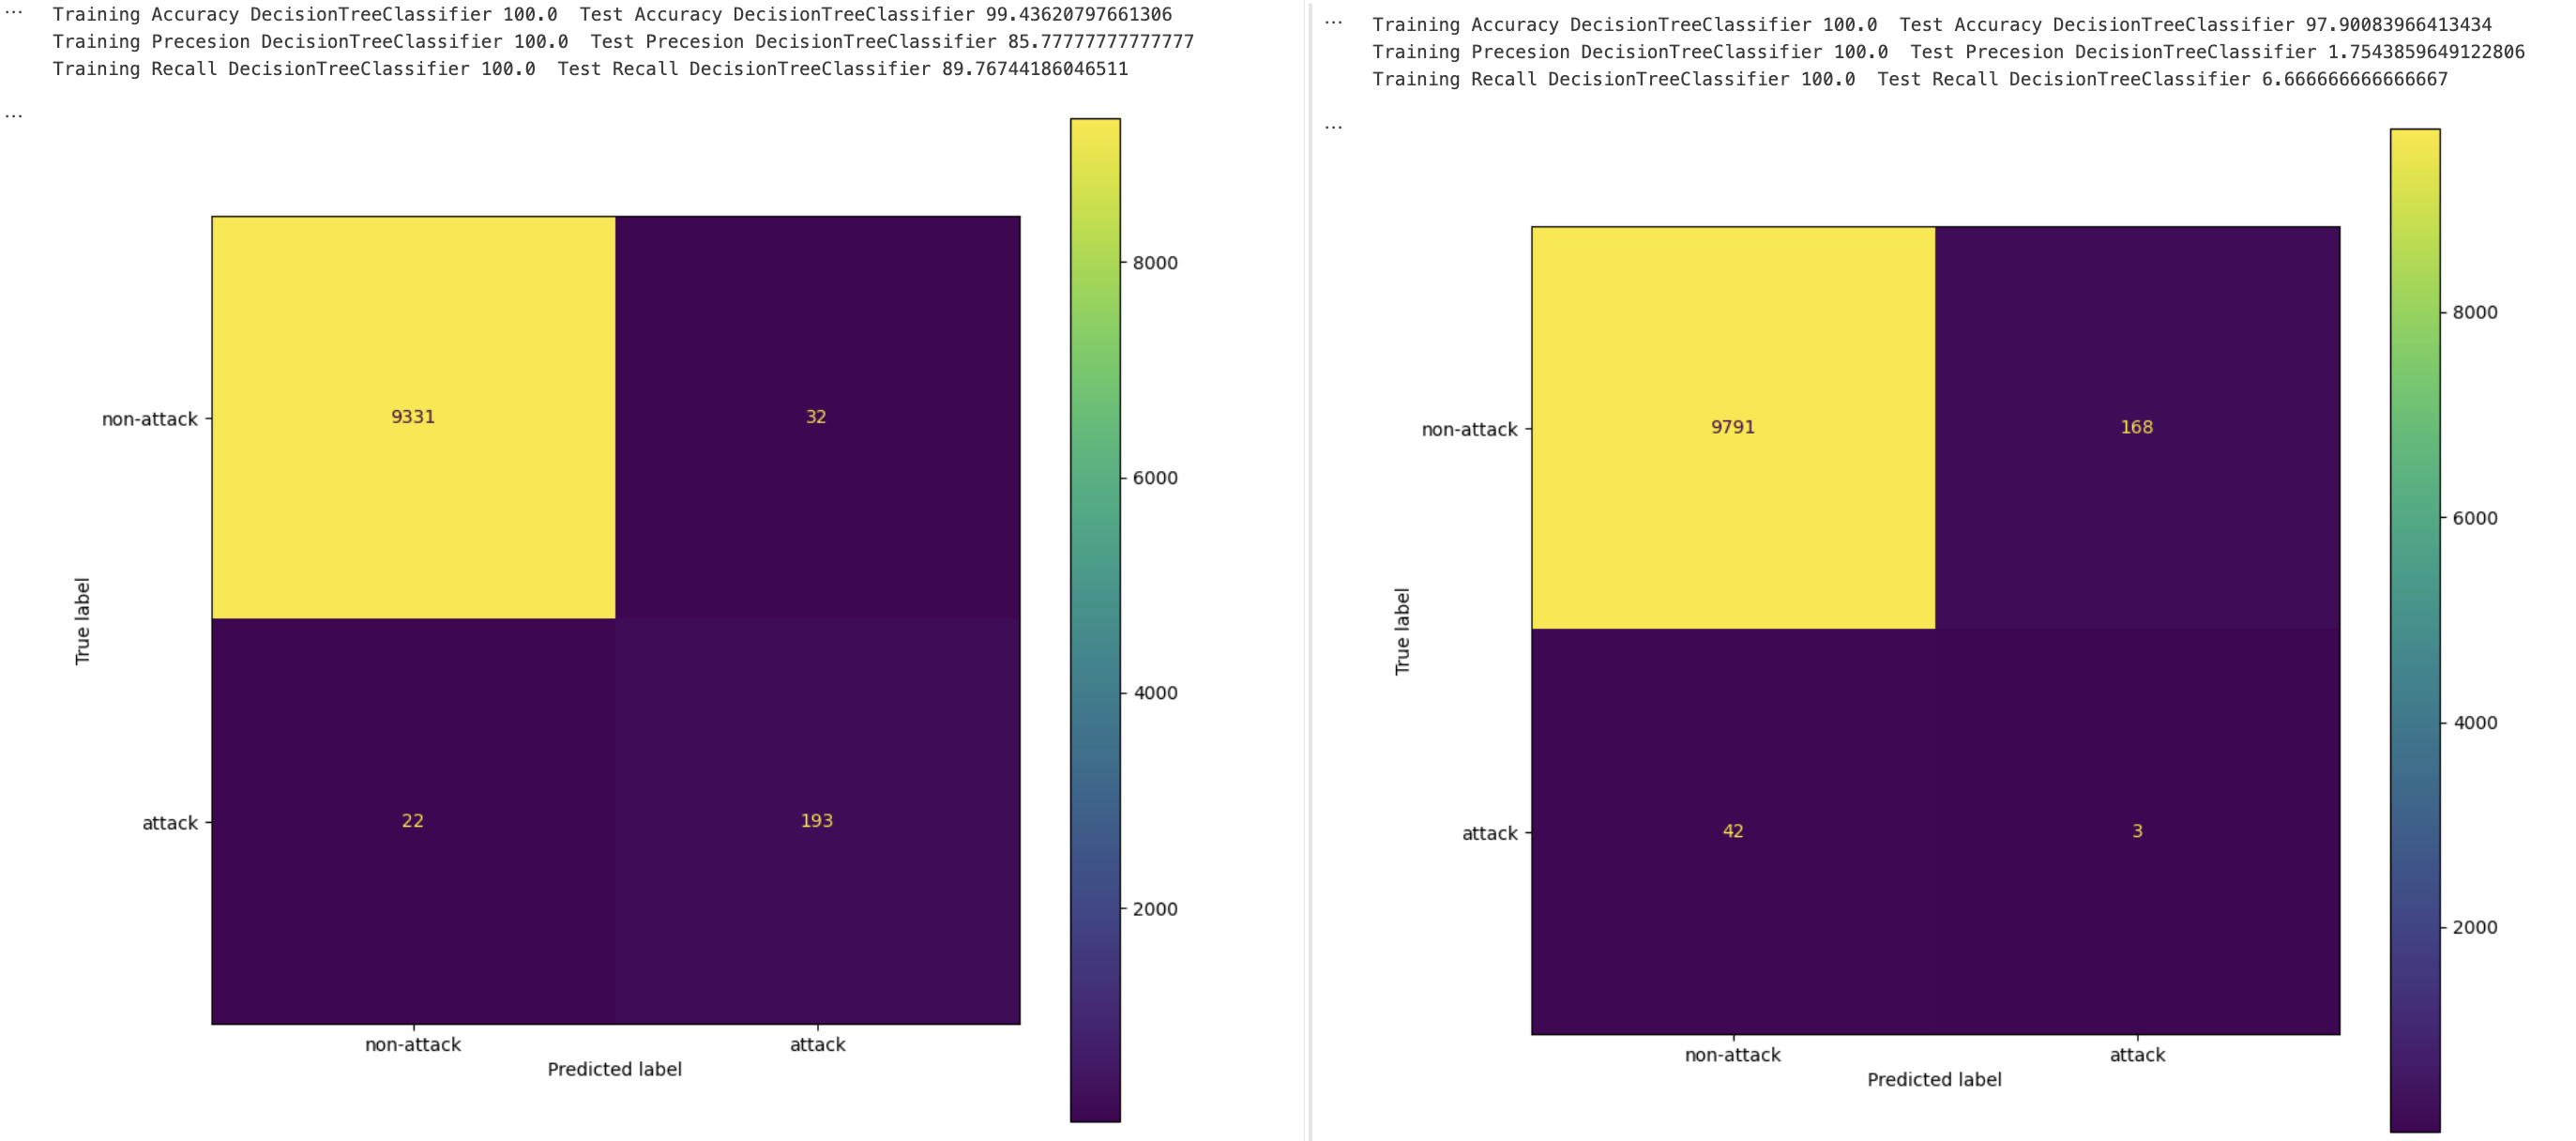 ... Training Accuracy DecisionTreeClassifier 100.0  Test Accuracy DecisionTreeClassifier 99.43620797661306
Training Precesion DecisionTreeClassifier 100.0  Test Precesion DecisionTreeClassifier 85.77777777777777
Training Recall DecisionTreeClassifier 100.0  Test Recall DecisionTreeClassifier 89.76744186046511
...
8000
6000
4000
2000
True label
non-attack
9331
32
attack
22
193
non-attack
attack
Predicted label
... Training Accuracy DecisionTreeClassifier 100.0  Test Accuracy DecisionTreeClassifier 97.90083966413434
Training Precesion DecisionTreeClassifier 100.0  Test Precesion DecisionTreeClassifier 1.7543859649122806
Training Recall DecisionTreeClassifier 100.0  Test Recall DecisionTreeClassifier 6.666666666666667
...
8000
6000
4000
2000
True label
non-attack
9791
168
attack
42
3
non-attack
attack
Predicted label